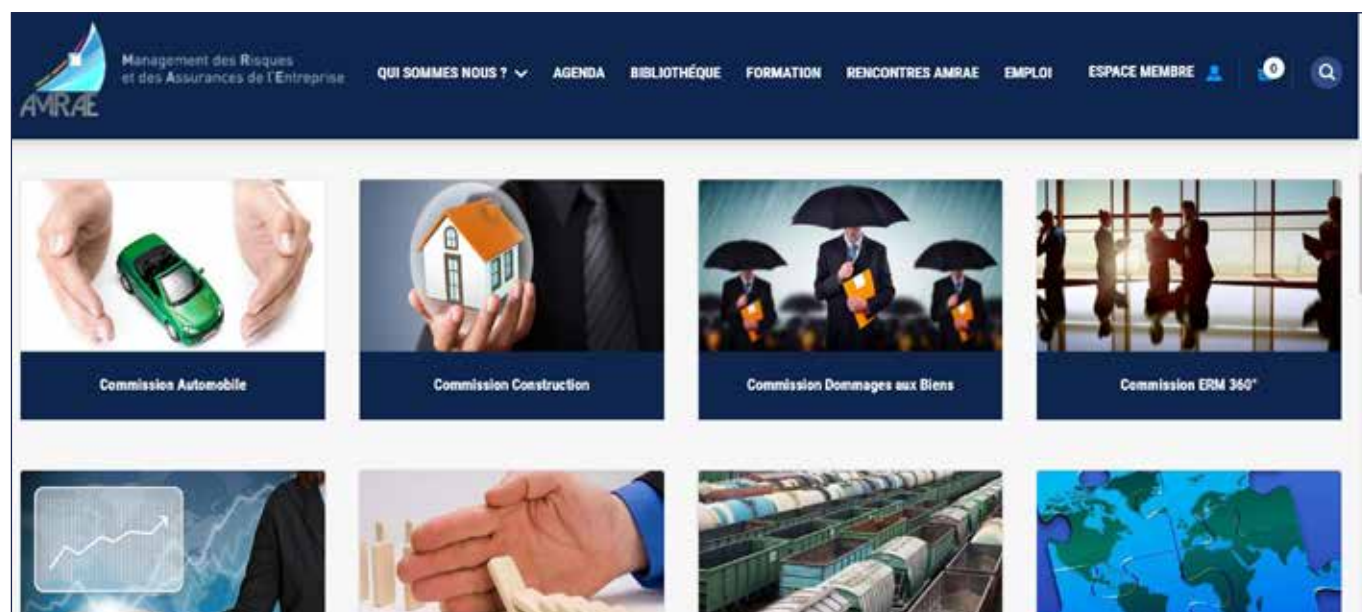 AMRAE
Management des Risques
et des Assurances de l'Entreprise
QUI SOMMES NOUS ?
AGENDA
BIBLIOTHÉQUE
FORMATION
RENCONTRES AMRAE
EMPLOI
ESPACE MEMBRE
0
Commission Automobile
Commission Construction
Commission Dommages aux Biens
Commission ERM 360°